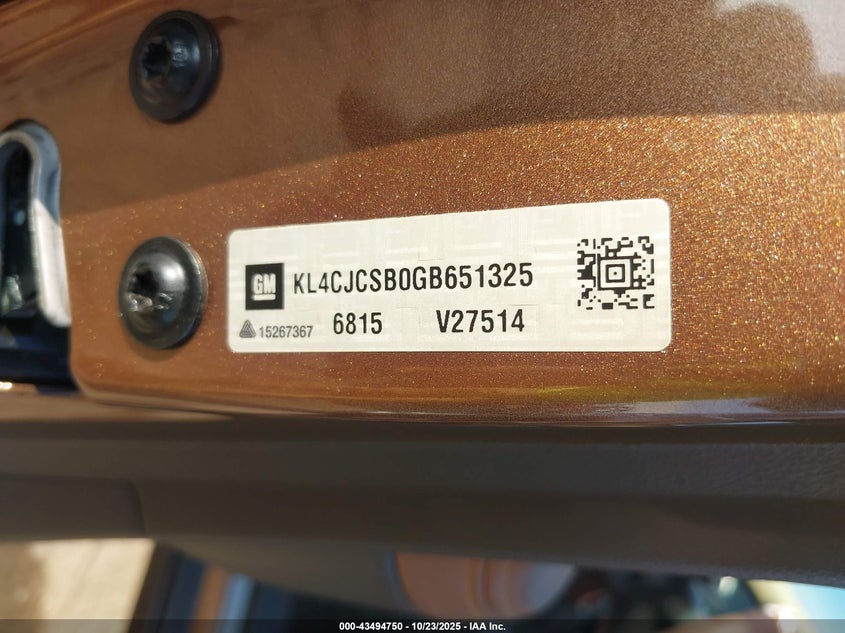 GM KL4CJCSB0GB651325
15267367 6815 V27514
000-43494750 - 10/23/2025 - IAA Inc.